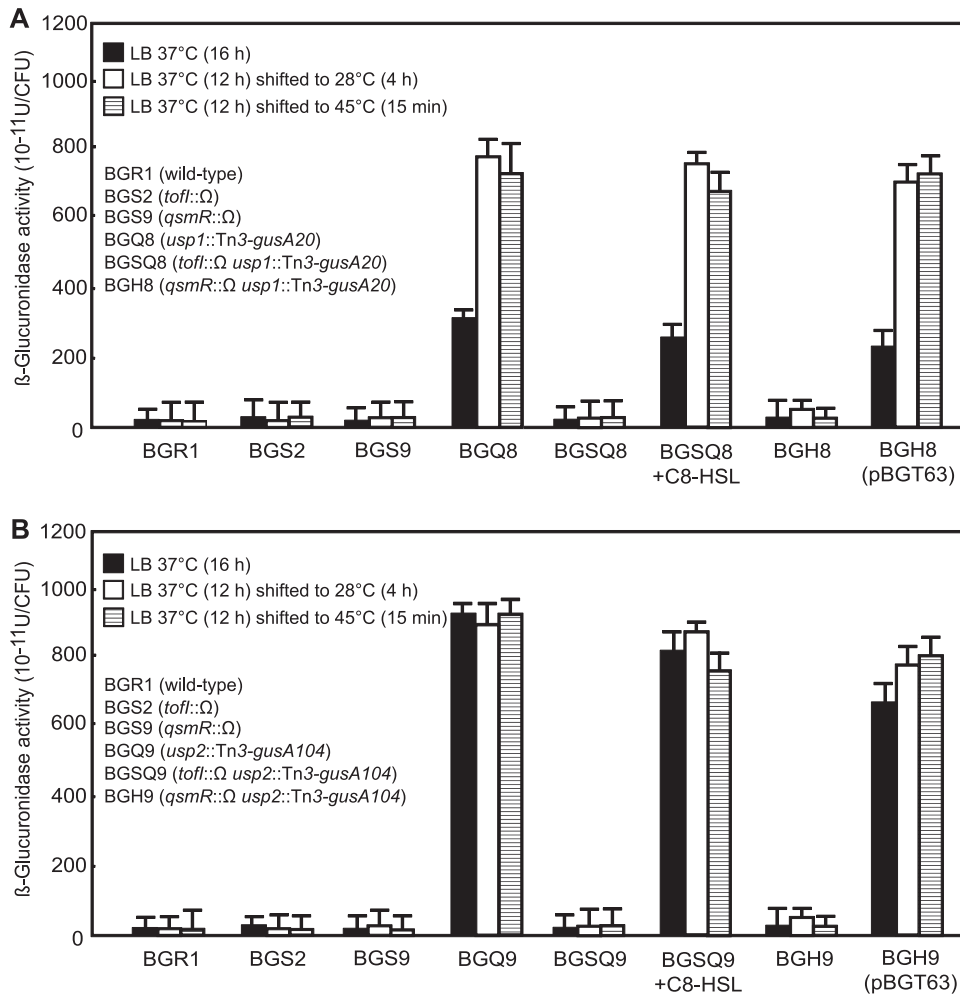 A
1200
1000
800
600
400
200
0
ß-Glucuronidase activity (10⁻¹¹U/CFU)
LB 37°C (16 h)
LB 37°C (12 h) shifted to 28°C (4 h)
LB 37°C (12 h) shifted to 45°C (15 min)
BGR1 (wild-type)
BGS2 (tofI::Ω)
BGS9 (qsmR::Ω)
BGQ8 (usp1::Tn3-gusA20)
BGSQ8 (tofI::Ω usp1::Tn3-gusA20)
BGH8 (qsmR::Ω usp1::Tn3-gusA20)
BGR1 BGS2 BGS9 BGQ8 BGSQ8 BGSQ8 BGH8 BGH8
+C8-HSL (pBGT63)
B
1200
1000
800
600
400
200
0
ß-Glucuronidase activity (10⁻¹¹U/CFU)
LB 37°C (16 h)
LB 37°C (12 h) shifted to 28°C (4 h)
LB 37°C (12 h) shifted to 45°C (15 min)
BGR1 (wild-type)
BGS2 (tofI::Ω)
BGS9 (qsmR::Ω)
BGQ9 (usp2::Tn3-gusA104)
BGSQ9 (tofI::Ω usp2::Tn3-gusA104)
BGH9 (qsmR::Ω usp2::Tn3-gusA104)
BGR1 BGS2 BGS9 BGQ9 BGSQ9 BGSQ9 BGH9 BGH9
+C8-HSL (pBGT63)